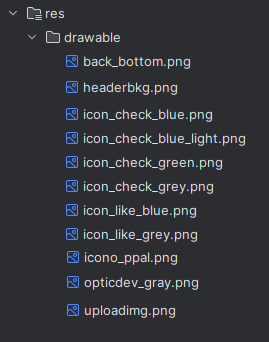 res
drawable
back_bottom.png
headerbkg.png
icon_check_blue.png
icon_check_blue_light.png
icon_check_green.png
icon_check_grey.png
icon_like_blue.png
icon_like_grey.png
icono_ppal.png
opticdev_gray.png
uploadimg.png